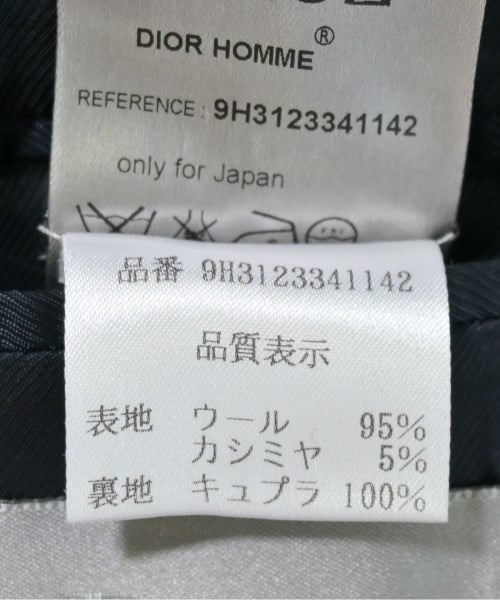 DIOR HOMME®
REFERENCE : 9H3123341142
only for Japan
品番 9H3123341142
品質表示
表地 ウール 95%
カシミヤ 5%
裏地 キュプラ 100%